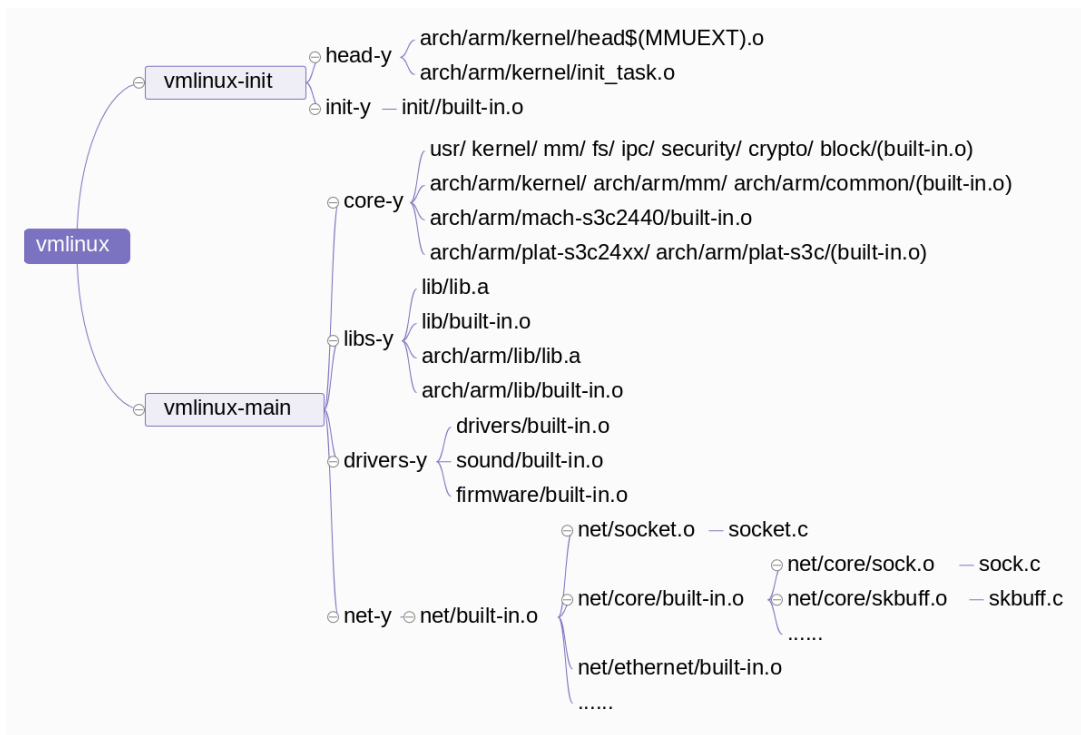 arch/arm/kernel/head$(MMUEXT).o
head-y
arch/arm/kernel/init_task.o
vmlinux-init
init-y init//built-in.o
usr/ kernel/ mm/ fs/ ipc/ security/ crypto/ block/(built-in.o)
arch/arm/kernel/ arch/arm/mm/ arch/arm/common/(built-in.o)
core-y
arch/arm/mach-s3c2440/built-in.o
vmlinux
arch/arm/plat-s3c24xx/ arch/arm/plat-s3c/(built-in.o)
lib/lib.a
lib/built-in.o
libs-y
arch/arm/lib/lib.a
arch/arm/lib/built-in.o
vmlinux-main
drivers/built-in.o
drivers-y sound/built-in.o
firmware/built-in.o
net/socket.o socket.c
net/core/sock.o sock.c
net/core/built-in.o net/core/skbuff.o skbuff.c
net-y net/built-in.o
......
net/ethernet/built-in.o
......